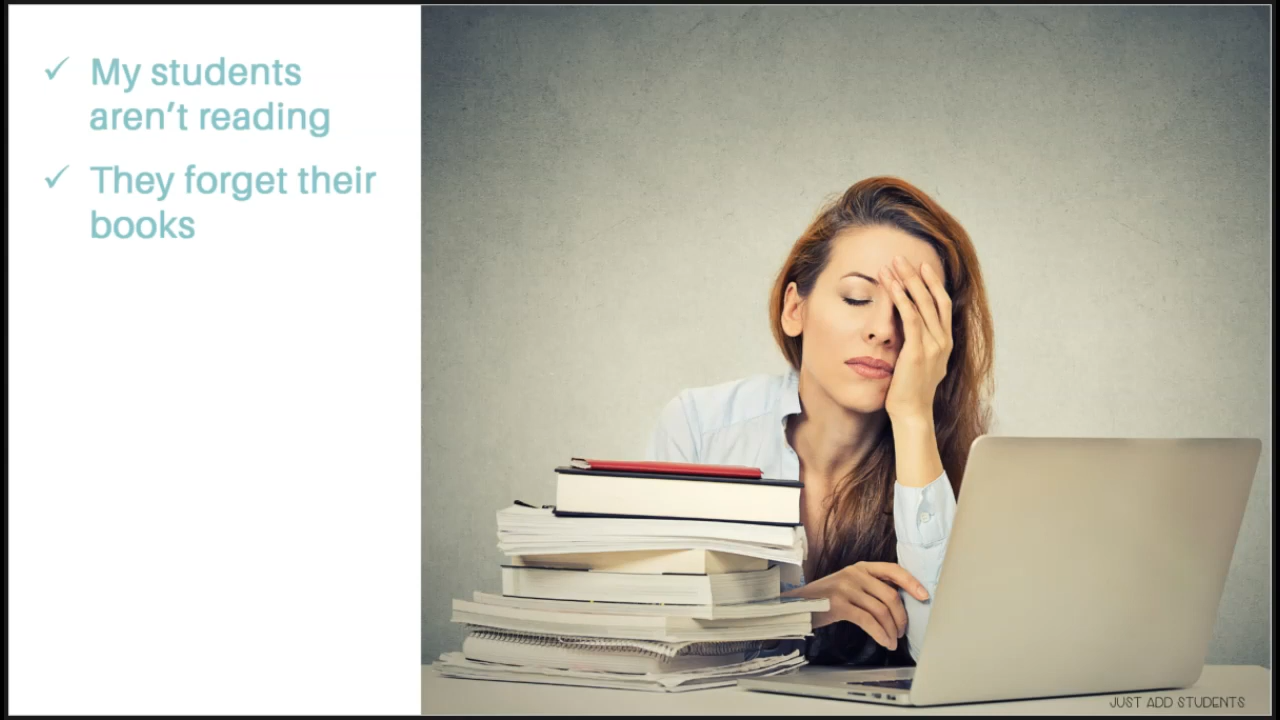 ✓ My students
aren’t reading
✓ They forget their
books
JUST ADD STUDENTS